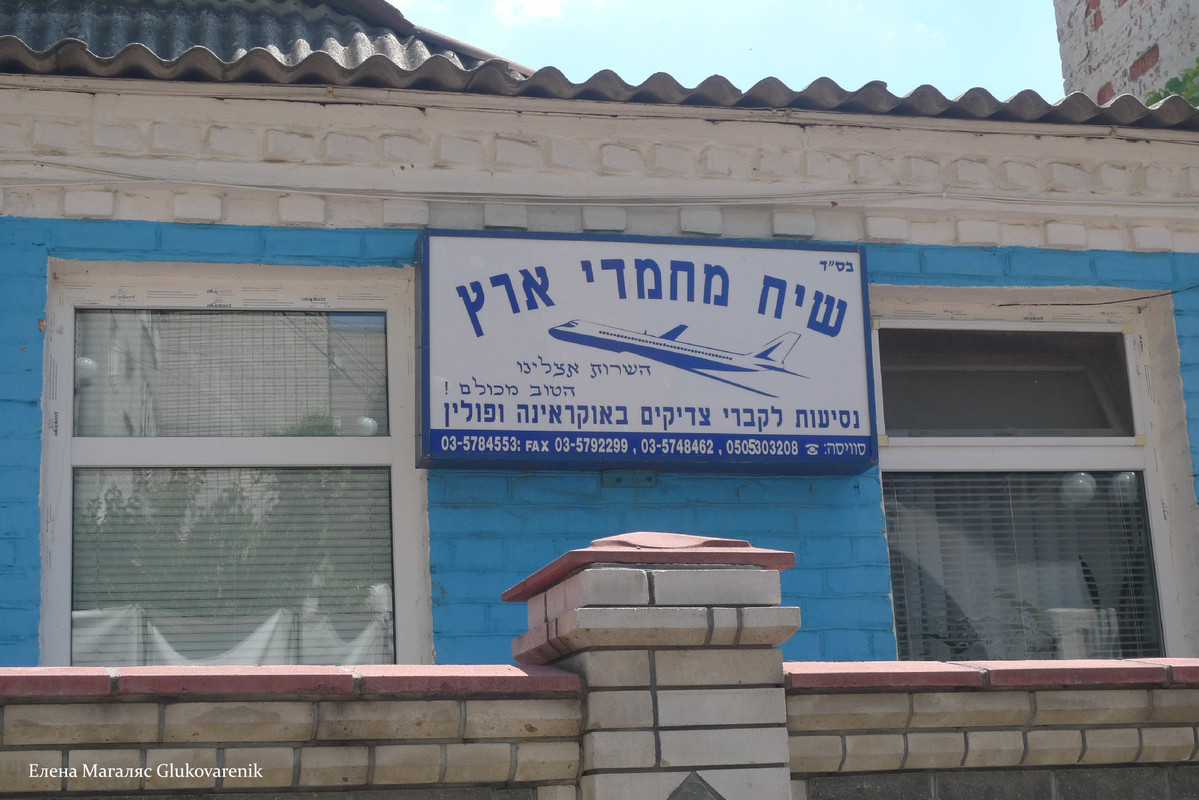 בס״ד
שיח מחמדי ארץ
השרות אצלינו
הטוב מכולם !
נסיעות לקברי צדיקים באוקראינה ופולין
סוויסה: ☎ 0505303208 , 03-5748462 , 03-5792299 FAX :03-5784553
Елена Магаляс Glukovarenik